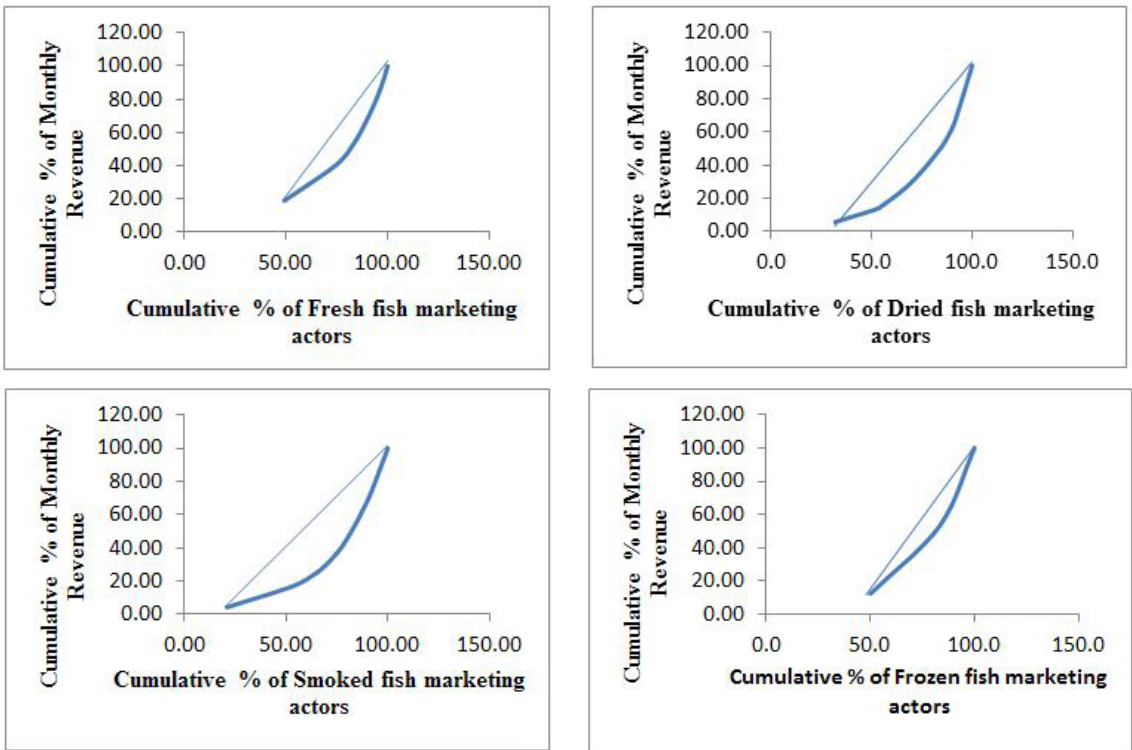 120.00
100.00
80.00
60.00
40.00
20.00
0.00
Cumulative % of Monthly
Revenue
0.00 50.00 100.00 150.00
Cumulative % of Fresh fish marketing
actors
120.00
100.00
80.00
60.00
40.00
20.00
0.00
Cumulative % of Monthly
Revenue
0.0 50.0 100.0 150.0
Cumulative % of Dried fish marketing
actors
120.00
100.00
80.00
60.00
40.00
20.00
0.00
Cumulative % of Monthly
Revenue
0.00 50.00 100.00 150.00
Cumulative % of Smoked fish marketing
actors
120.00
100.00
80.00
60.00
40.00
20.00
0.00
Cumulative % of Monthly
Revenue
0.0 50.0 100.0 150.0
Cumulative % of Frozen fish marketing
actors